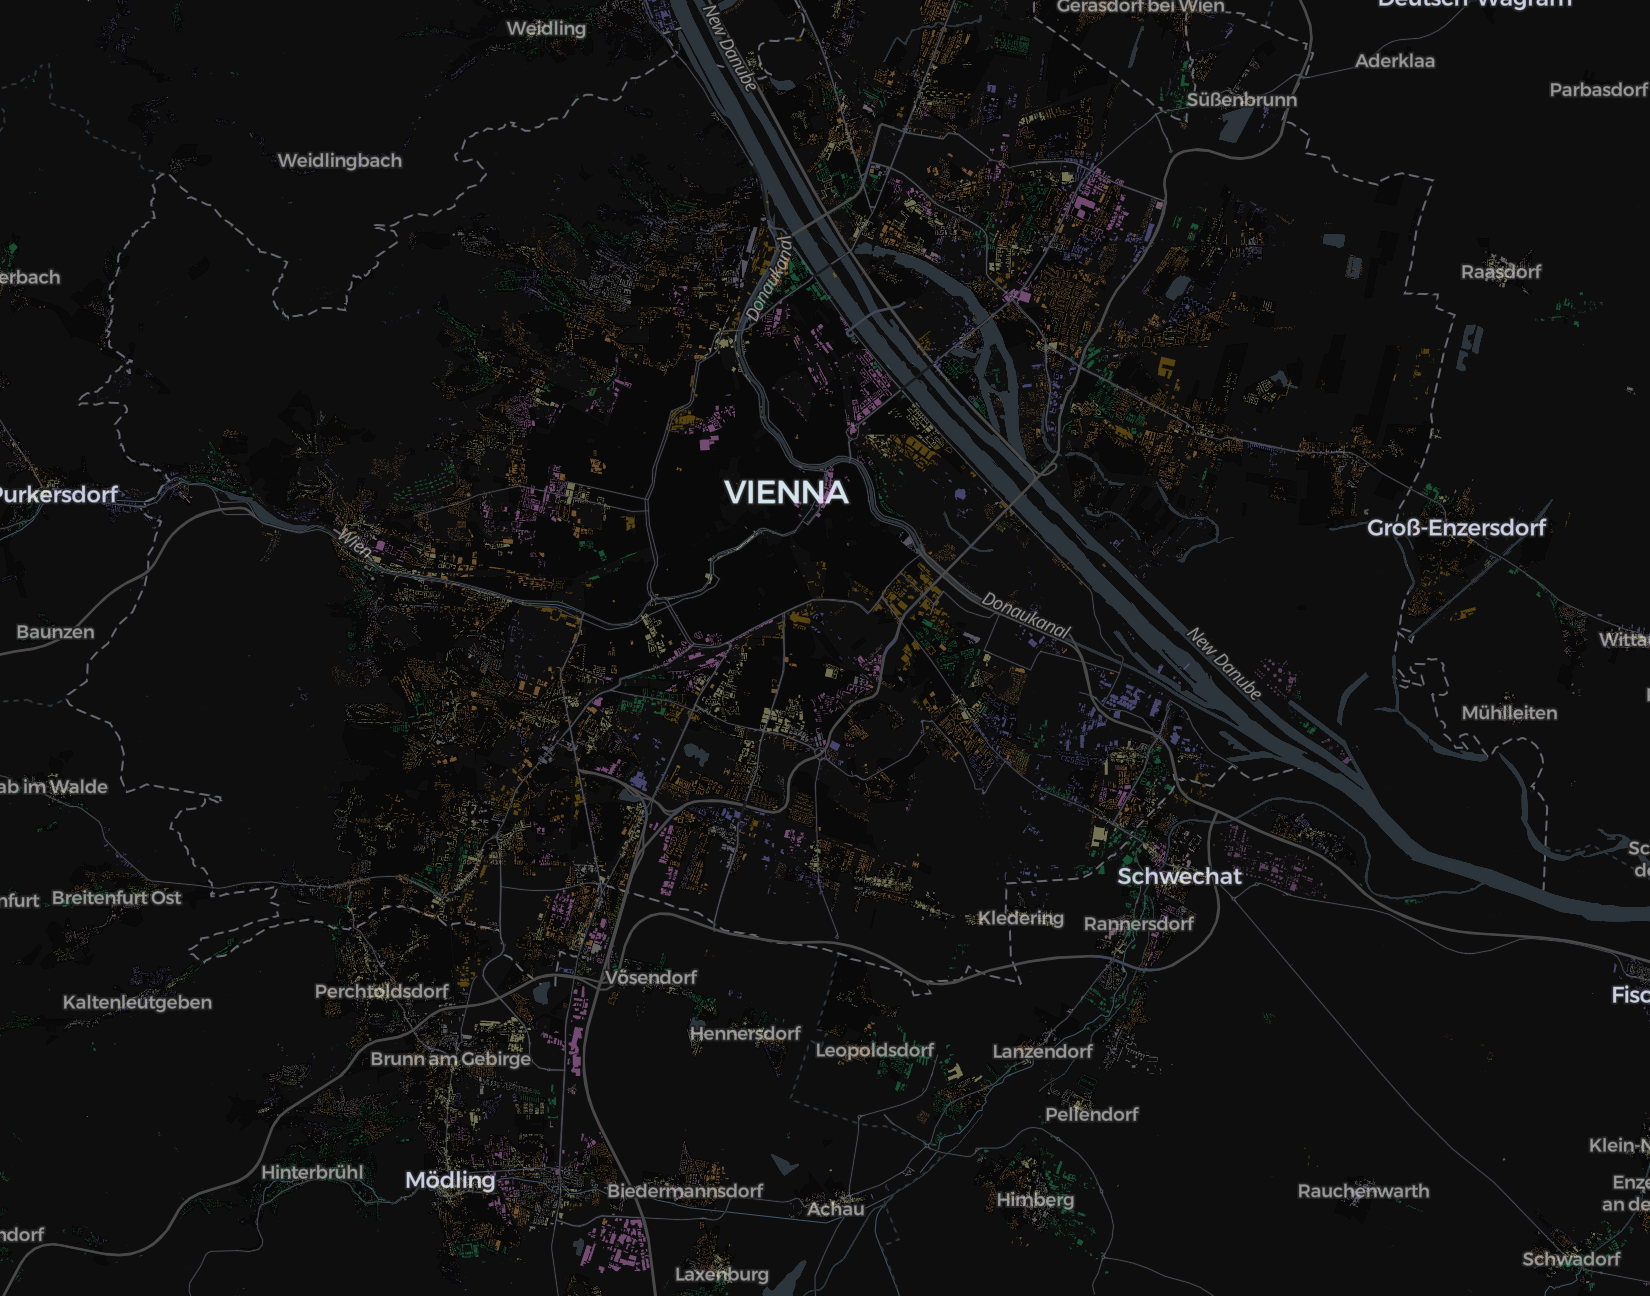 Deutsch-Wagram
Gerasdorf bei Wien
Weidling
New Danube
Aderklaa
Parbasdorf
Süßenbrunn
Weidlingbach
Donaukanal
erbach
Raasdorf
VIENNA
Purkersdorf
Groß-Enzersdorf
Wien
Donaukanal
Baunzen
New Danube
Witta
Mühlleiten
ab im Walde
Sc
de
Schwechat
nfurt
Breitenfurt Ost
Kledering
Rannersdorf
Vösendorf
Perchtoldsdorf
Kaltenleutgeben
Fisc
Hennersdorf
Leopoldsdorf
Lanzendorf
Brunn am Gebirge
Pellendorf
Klein-N
Hinterbrühl
Mödling
Biedermannsdorf
Himberg
Rauchenwarth
Enze
an de
Achau
ndorf
Schwadorf
Laxenburg